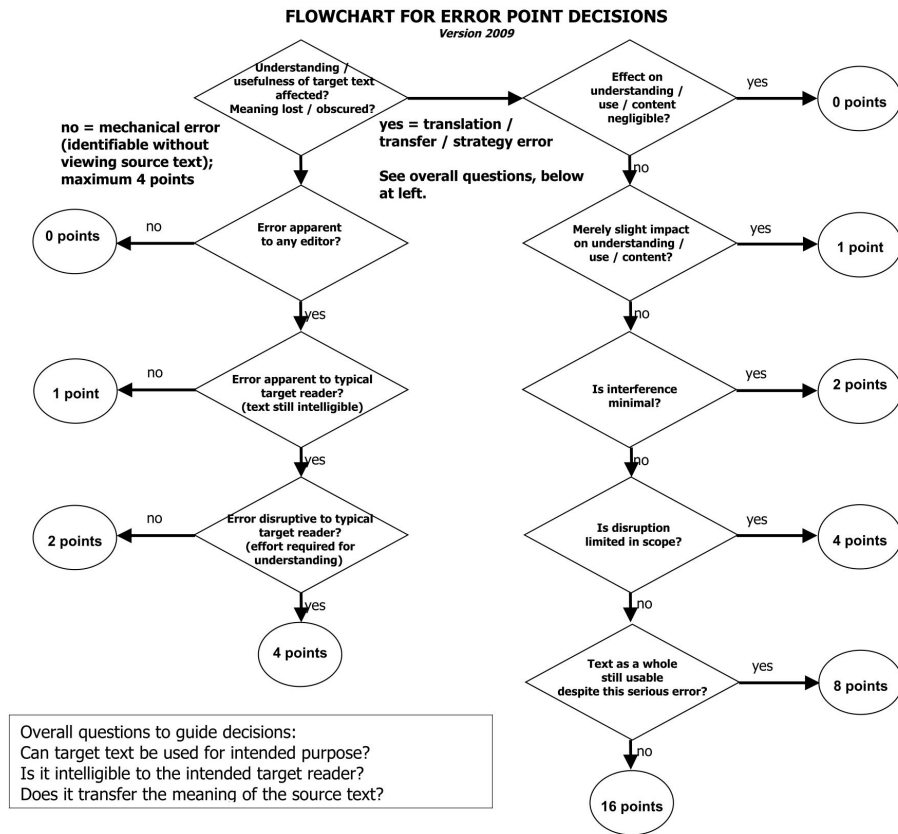 FLOWCHART FOR ERROR POINT DECISIONS
Version 2009
Understanding /
usefulness of target text
affected?
Meaning lost / obscured?
Effect on
understanding /
use / content
negligible?
yes
0 points
no = mechanical error
(identifiable without
viewing source text);
maximum 4 points
yes = translation /
transfer / strategy error
See overall questions, below
at left.
no
0 points
no
Error apparent
to any editor?
Merely slight impact
on understanding /
use / content?
yes
1 point
yes
no
1 point
no
Error apparent to typical
target reader?
(text still intelligible)
Is interference
minimal?
yes
2 points
yes
no
2 points
no
Error disruptive to typical
target reader?
(effort required for
understanding)
Is disruption
limited in scope?
yes
4 points
yes
no
4 points
Text as a whole
still usable
despite this serious error?
yes
8 points
no
16 points
Overall questions to guide decisions:
Can target text be used for intended purpose?
Is it intelligible to the intended target reader?
Does it transfer the meaning of the source text?